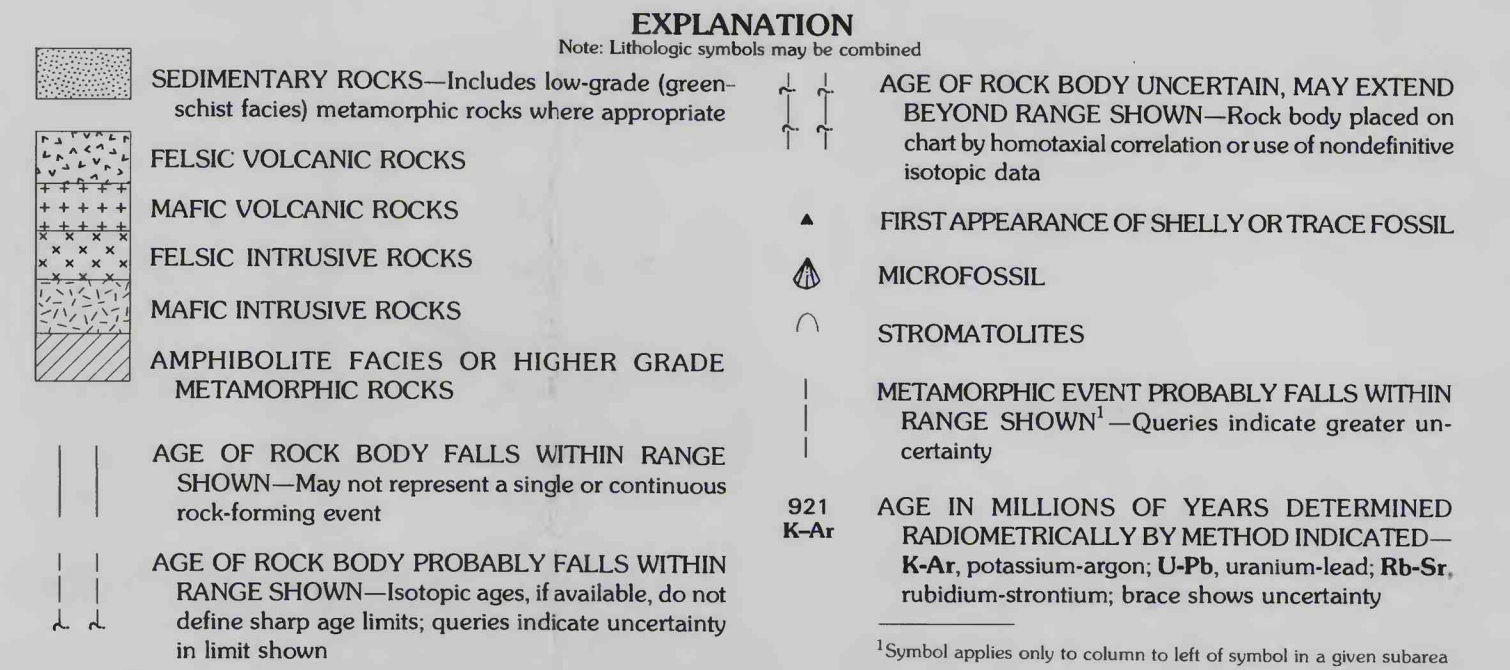 EXPLANATION
Note: Lithologic symbols may be combined
SEDIMENTARY ROCKS—Includes low-grade (green-
schist facies) metamorphic rocks where appropriate
FELSIC VOLCANIC ROCKS
MAFIC VOLCANIC ROCKS
FELSIC INTRUSIVE ROCKS
MAFIC INTRUSIVE ROCKS
AMPHIBOLITE FACIES OR HIGHER GRADE
METAMORPHIC ROCKS
AGE OF ROCK BODY FALLS WITHIN RANGE
SHOWN—May not represent a single or continuous
rock-forming event
AGE OF ROCK BODY PROBABLY FALLS WITHIN
RANGE SHOWN—Isotopic ages, if available, do not
define sharp age limits; queries indicate uncertainty
in limit shown
AGE OF ROCK BODY UNCERTAIN, MAY EXTEND
BEYOND RANGE SHOWN—Rock body placed on
chart by homotaxial correlation or use of nondefinitive
isotopic data
FIRST APPEARANCE OF SHELLY OR TRACE FOSSIL
MICROFOSSIL
STROMATOLITES
METAMORPHIC EVENT PROBABLY FALLS WITHIN
RANGE SHOWN¹—Queries indicate greater un-
certainty
921
K–Ar
AGE IN MILLIONS OF YEARS DETERMINED
RADIOMETRICALLY BY METHOD INDICATED—
K-Ar, potassium-argon; U-Pb, uranium-lead; Rb-Sr,
rubidium-strontium; brace shows uncertainty
¹Symbol applies only to column to left of symbol in a given subarea